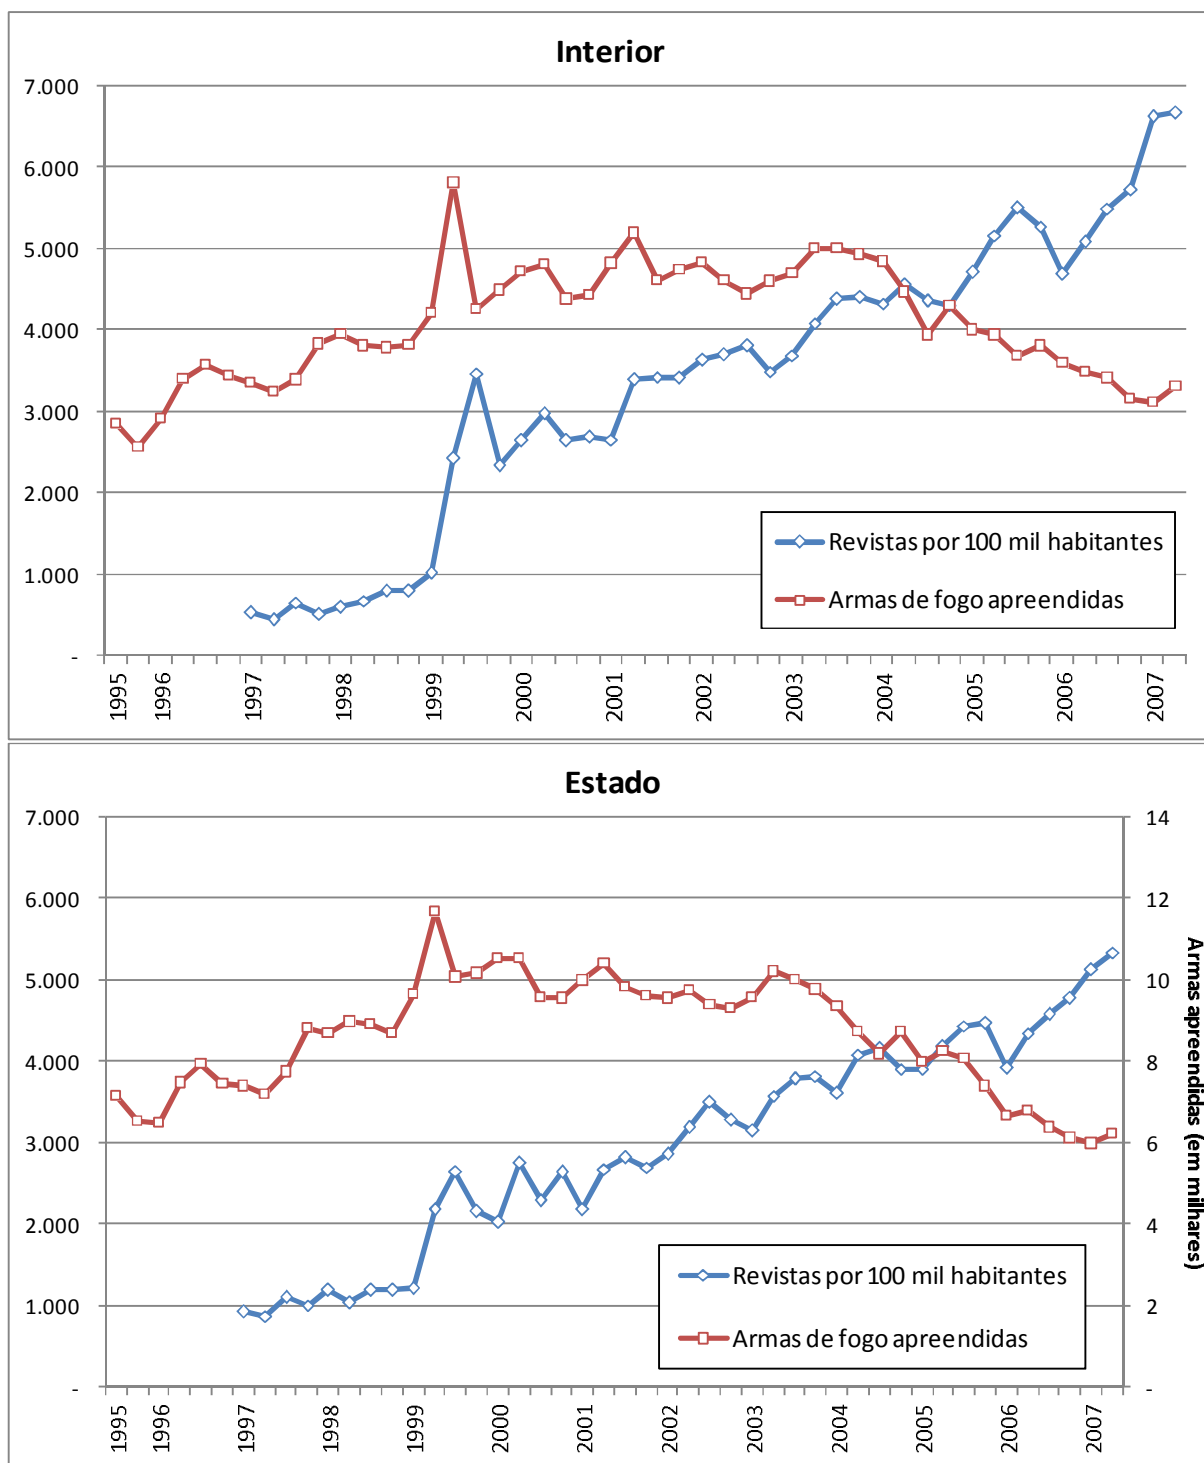 Interior
7.000
6.000
5.000
4.000
3.000
2.000
1.000
-
Revistas por 100 mil habitantes
Armas de fogo apreendidas
1995 1996 1997 1998 1999 2000 2001 2002 2003 2004 2005 2006 2007
Estado
7.000 14
6.000 12
5.000 10
4.000 8
3.000 6
2.000 4
1.000 2
- -
Armas apreendidas (em milhares)
Revistas por 100 mil habitantes
Armas de fogo apreendidas
1995 1996 1997 1998 1999 2000 2001 2002 2003 2004 2005 2006 2007